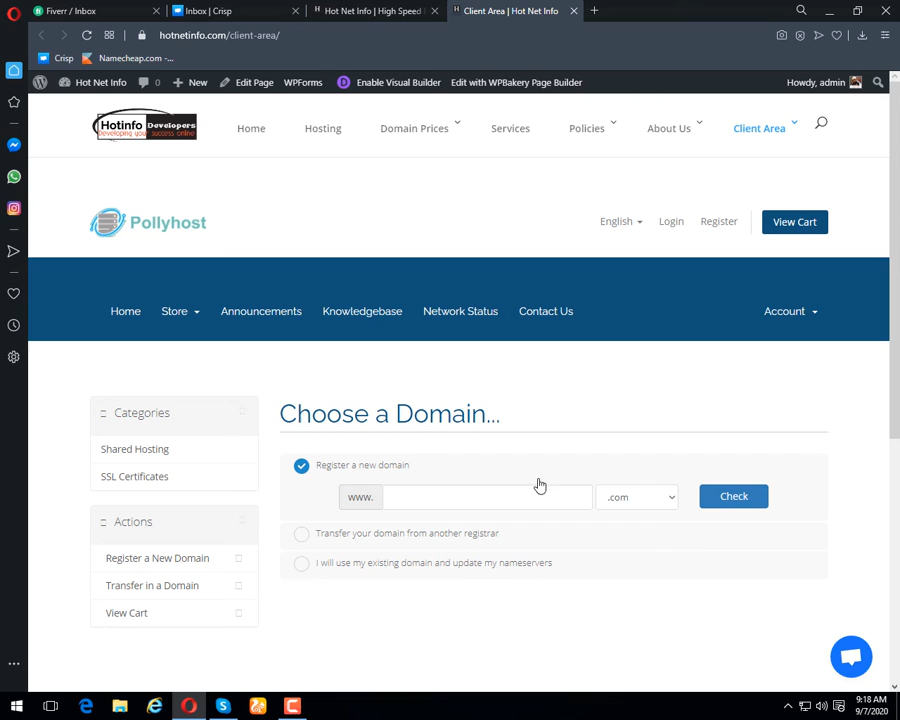 Fiverr / Inbox
Inbox | Crisp
Hot Net Info | High Speed
Client Area | Hot Net Info
hotnetinfo.com/client-area/
Crisp
Namecheap.com -...
Hot Net Info
New
Edit Page
WPForms
Enable Visual Builder
Edit with WPBakery Page Builder
Howdy, admin
Hotinfo Developers
Developing your success online
Home
Hosting
Domain Prices
Services
Policies
About Us
Client Area
Pollyhost
English
Login
Register
View Cart
Home
Store
Announcements
Knowledgebase
Network Status
Contact Us
Account
Categories
Shared Hosting
SSL Certificates
Actions
Register a New Domain
Transfer in a Domain
View Cart
Choose a Domain...
Register a new domain
www.
.com
Check
Transfer your domain from another registrar
I will use my existing domain and update my nameservers
9:18 AM
9/7/2020